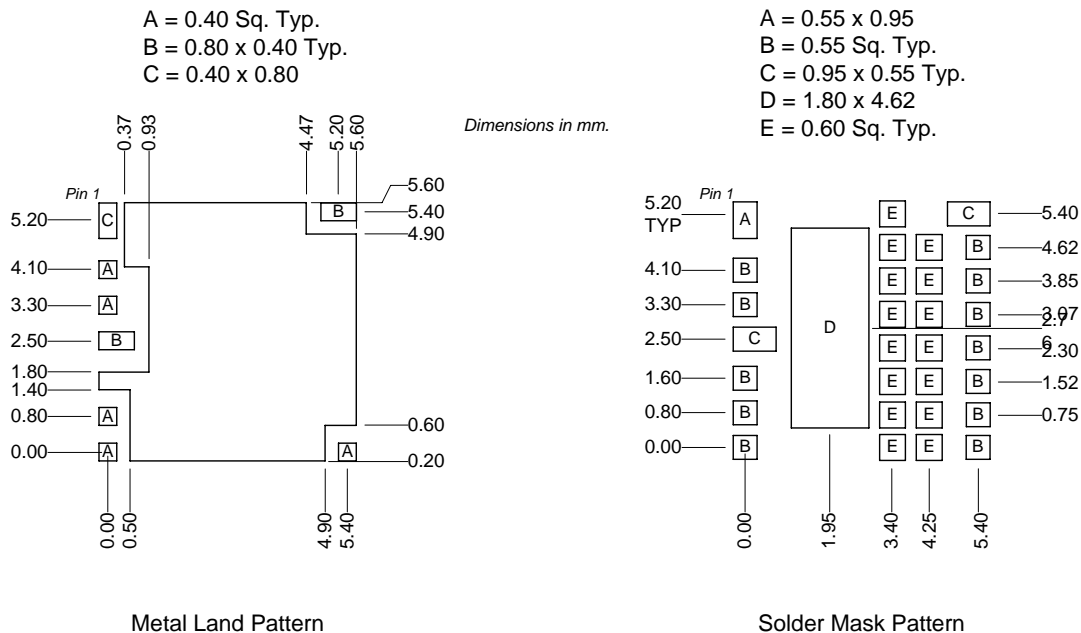 A = 0.40 Sq. Typ.
B = 0.80 x 0.40 Typ.
C = 0.40 x 0.80
A = 0.55 x 0.95
B = 0.55 Sq. Typ.
C = 0.95 x 0.55 Typ.
D = 1.80 x 4.62
E = 0.60 Sq. Typ.
Dimensions in mm.
0.37
0.93
4.47
5.20
5.60
Pin 1
5.60
5.20
C
B
5.40
4.90
4.10
A
3.30
A
2.50
B
1.80
1.40
0.80
A
0.60
0.00
A
A
0.20
0.00
0.50
4.90
5.40
Metal Land Pattern
Pin 1
5.20
TYP
A
E
C
5.40
E
E
B
4.62
4.10
B
E
E
B
3.85
3.30
B
E
E
B
3.07
2.7
6
2.50
C
D
E
E
B
2.30
1.60
B
E
E
B
1.52
0.80
B
E
E
B
0.75
0.00
B
E
E
B
0.00
1.95
3.40
4.25
5.40
Solder Mask Pattern